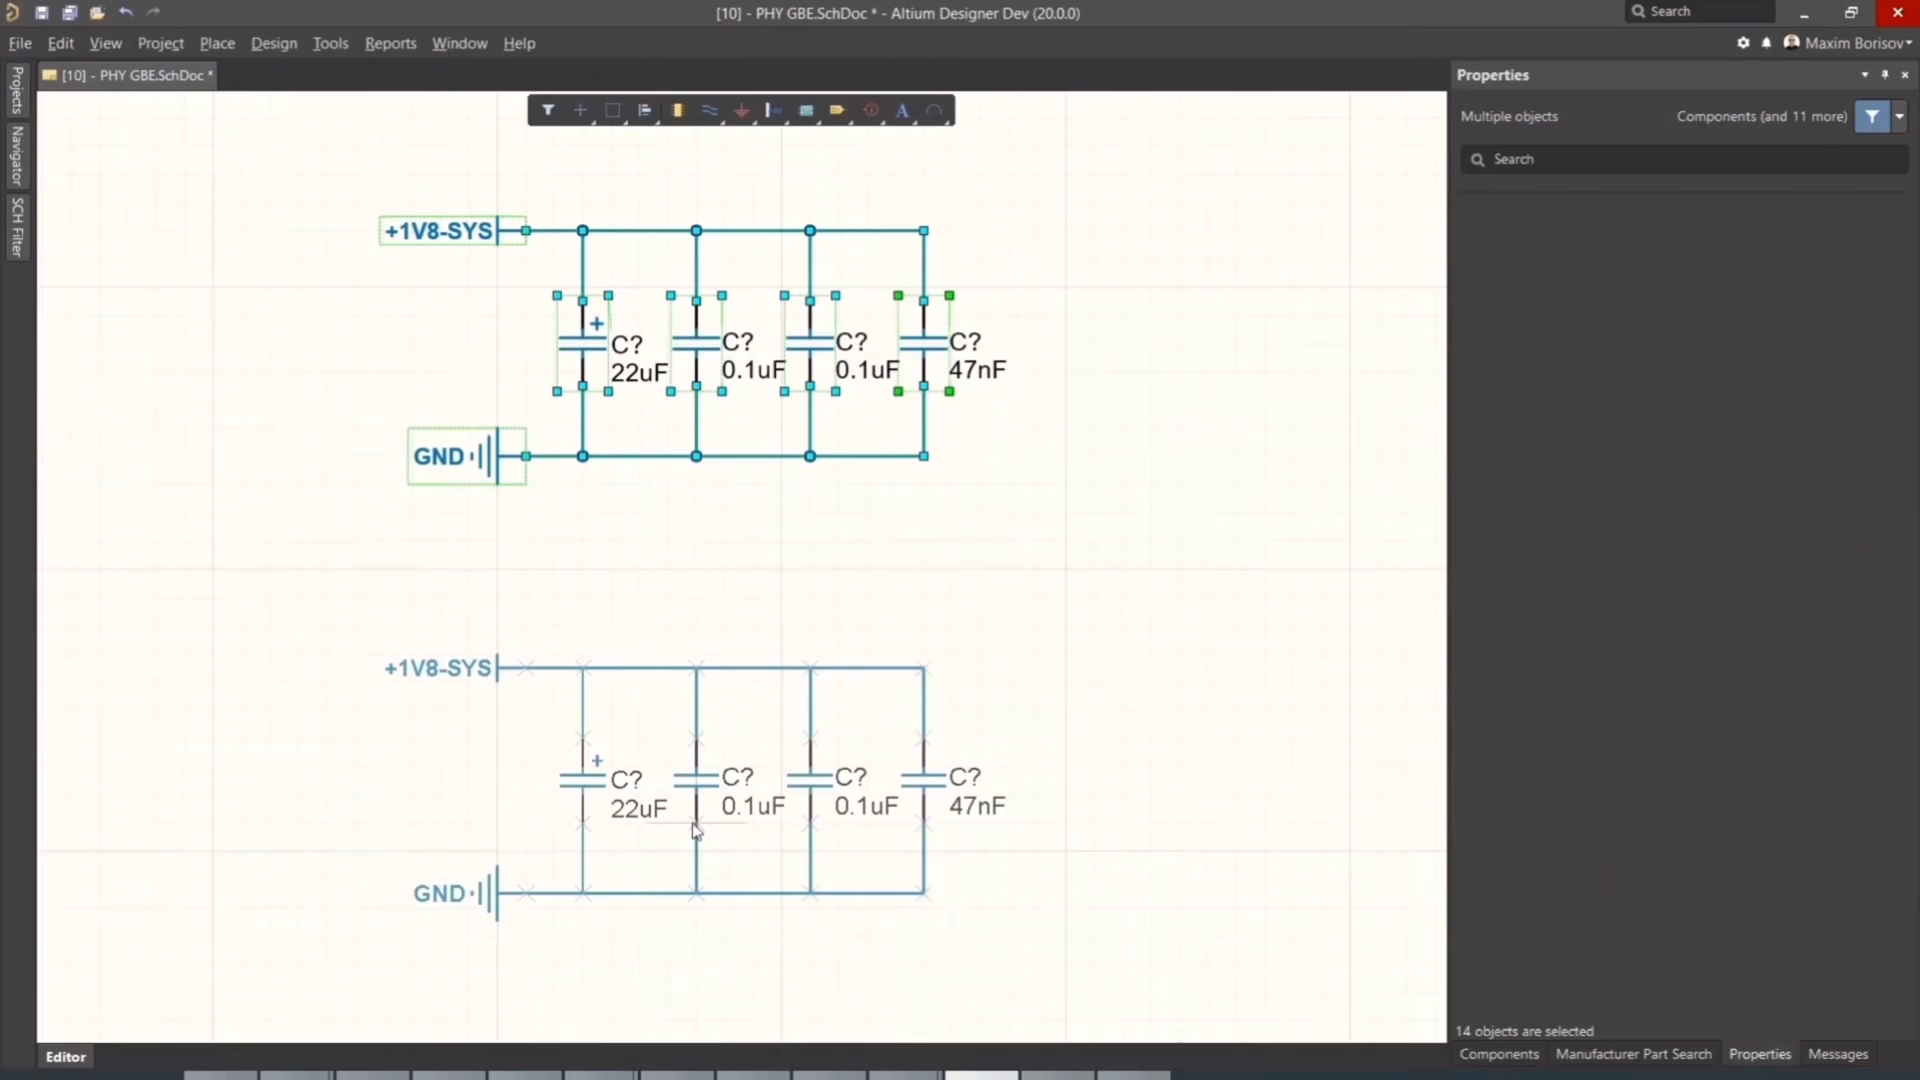 [10] - PHY GBE.SchDoc * - Altium Designer Dev (20.0.0)
Search
File Edit View Project Place Design Tools Reports Window Help
Maxim Borisov
[10] - PHY GBE.SchDoc *
Projects
Navigator
SCH Filter
Properties
Multiple objects
Components (and 11 more)
Search
A
+1V8-SYS
+
C? C? C? C?
22uF 0.1uF 0.1uF 47nF
GND
+1V8-SYS
+
C? C? C? C?
22uF 0.1uF 0.1uF 47nF
GND
14 objects are selected
Editor
Components Manufacturer Part Search Properties Messages